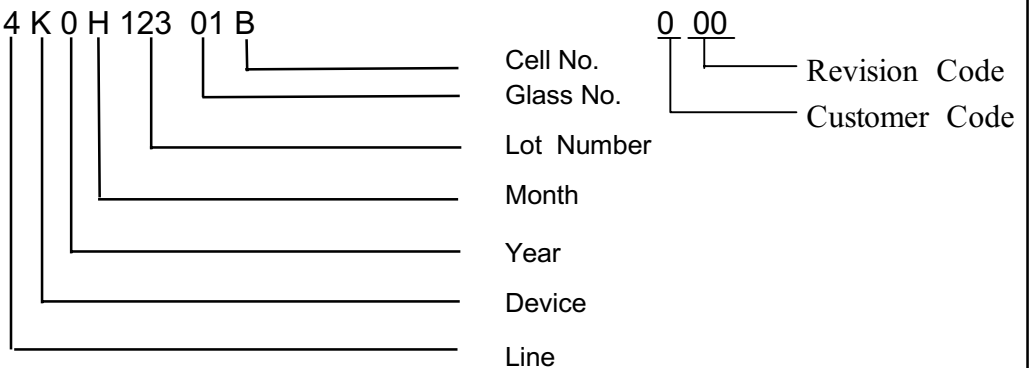 4 K 0 H 123 01 B 0 00
Cell No.
Revision Code
Glass No.
Customer Code
Lot Number
Month
Year
Device
Line